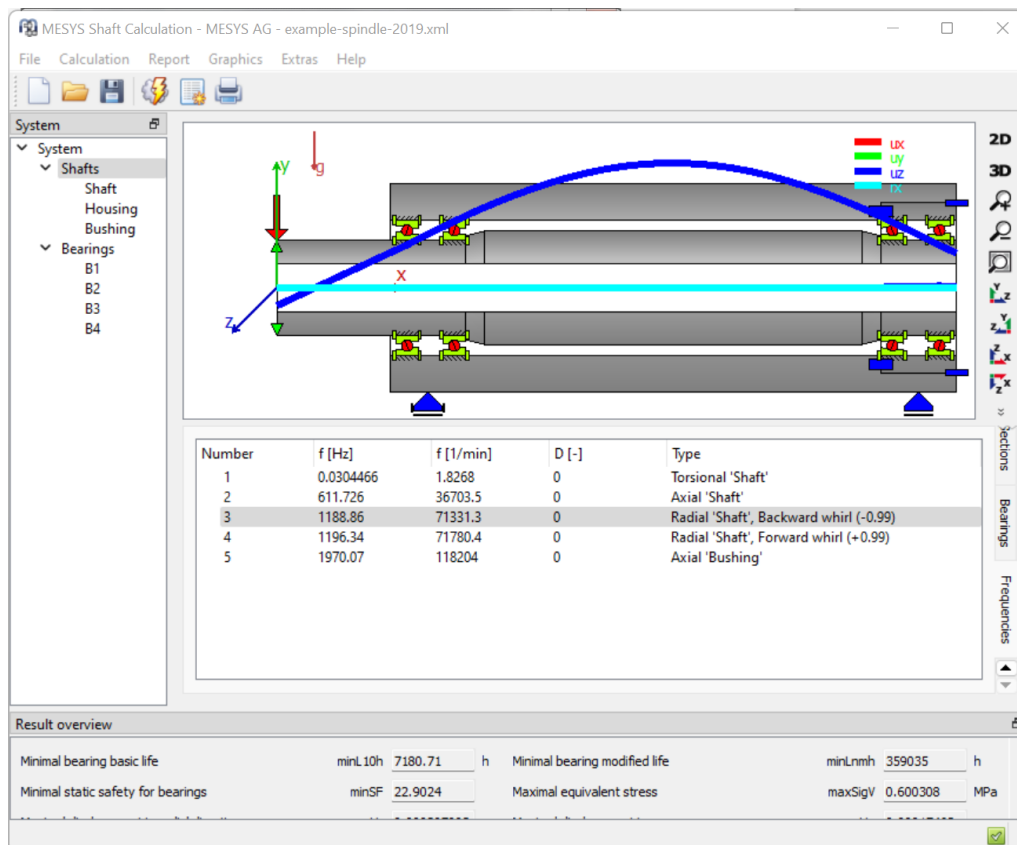 MESYS Shaft Calculation - MESYS AG - example-spindle-2019.xml
File Calculation Report Graphics Extras Help
System
System
Shafts
Shaft
Housing
Bushing
Bearings
B1
B2
B3
B4
y
g
x
z
ux
uy
uz
rx
2D
3D
Y z
z Y
Z x
z x
Number f [Hz] f [1/min] D [-] Type
1 0.0304466 1.8268 0 Torsional 'Shaft'
2 611.726 36703.5 0 Axial 'Shaft'
3 1188.86 71331.3 0 Radial 'Shaft', Backward whirl (-0.99)
4 1196.34 71780.4 0 Radial 'Shaft', Forward whirl (+0.99)
5 1970.07 118204 0 Axial 'Bushing'
Bearings
Frequencies
Result overview
Minimal bearing basic life minL10h 7180.71 h Minimal bearing modified life minLnmh 359035 h
Minimal static safety for bearings minSF 22.9024 Maximal equivalent stress maxSigV 0.600308 MPa